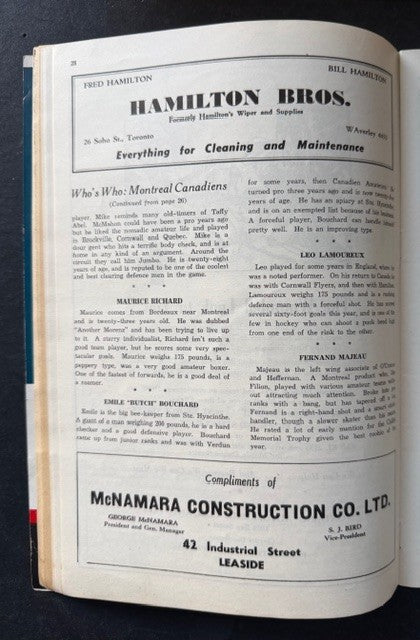 28
FRED HAMILTON
BILL HAMILTON
HAMILTON BROS.
Formerly Hamilton's Wiper and Supplies
26 Soho St., Toronto
WAverley
Everything for Cleaning and Maintenance
Who's Who: Montreal Canadiens
(Continued from page 26)
player. Mike reminds many old-timers of Taffy
Abel. McMahon could have been a pro years ago
but he liked the nomadic amateur life and played
in Brockville, Cornwall and Quebec. Mike is a
dour gent who hits a terrible body check, and is at
home in any kind of an argument. Around the
circuit they call him Jumbo. He is twenty-eight
years of age, and is reputed to be one of the coolest
and best clearing defence men in the game.
* * *
MAURICE RICHARD
Maurice comes from Bordeaux near Montreal
and is twenty-three years old. He was dubbed
"Another Morenz" and has been trying to live up
to it. A starry individualist, Richard isn't such a
good team player, but he scores some very spec-
tacular goals. Maurice weighs 175 pounds, is a
peppery type, was a very good amateur boxer.
One of the fastest of forwards, he is a good deal of
a roamer.
* * *
EMILE "BUTCH" BOUCHARD
Emile is the big bee-keeper from Ste. Hyacinthe.
A giant of a man weighing 200 pounds, he is a hard
checker and a good defensive player. Bouchard
came up from junior ranks and was with Verdun
for some years, then Canadien Amateurs. He
turned pro three years ago and is now twenty-
years of age. He has an apiary at Ste. Hyacinthe
and is on an exempted list because of his business.
A forceful player, Bouchard can handle himself
pretty well. He is an improving type.
* * *
LEO LAMOUREUX
Leo played for some years in England, where he
was a noted performer. On his return to Canada he
was with Cornwall Flyers, and then with Hamilton.
Lamoureux weighs 175 pounds and is a rushing
defence man with a forceful shot. He has scored
several sixty-foot goals this year, and is one of the
few in hockey who can shoot a puck hard
from one end of the rink to the other.
* * *
FERNAND MAJEAU
Majeau is the left wing associate of O'Connor
and Heffernan. A Montreal product who, like
Filion, played with various amateur teams with-
out attracting much attention. Broke into
ranks with a bang, but has tapered off a bit.
Fernand is a right-hand shot and a smart stick-
handler, though a slower skater than his mates.
He rated a lot of early mention for the Calder
Memorial Trophy given the best rookie of the
year.
Compliments of
McNAMARA CONSTRUCTION CO. LTD.
GEORGE McNAMARA
President and Gen. Manager
S. J. BIRD
Vice-President
42 Industrial Street
LEASIDE